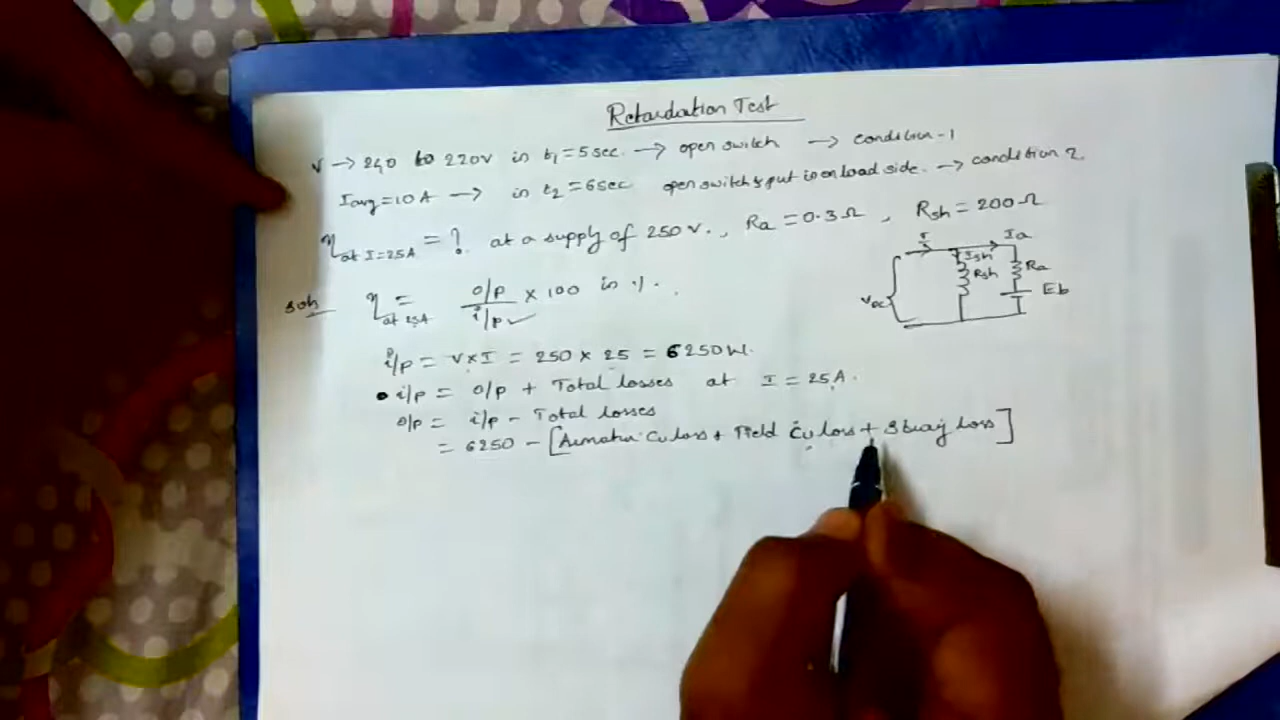 Retardation Test
V → 240 to 220V in t₁ = 5 sec. → open switch → condition-1
Iavg = 10 A → in t₂ = 6 sec open switch & put is on load side. → condition 2
η at I=25A = ? at a supply of 250 V., Ra = 0.3 Ω, Rsh = 200 Ω
I Ia
Ish
Rsh Ra
VDC Eb
soln η at 25A = o/p / i/p × 100 in %.
i/p = V×I = 250 × 25 = 6250 W.
i/p = o/p + Total losses at I = 25A.
o/p = i/p - Total losses
= 6250 - [Armatur Cu loss + Field Cu loss + Stray Loss]